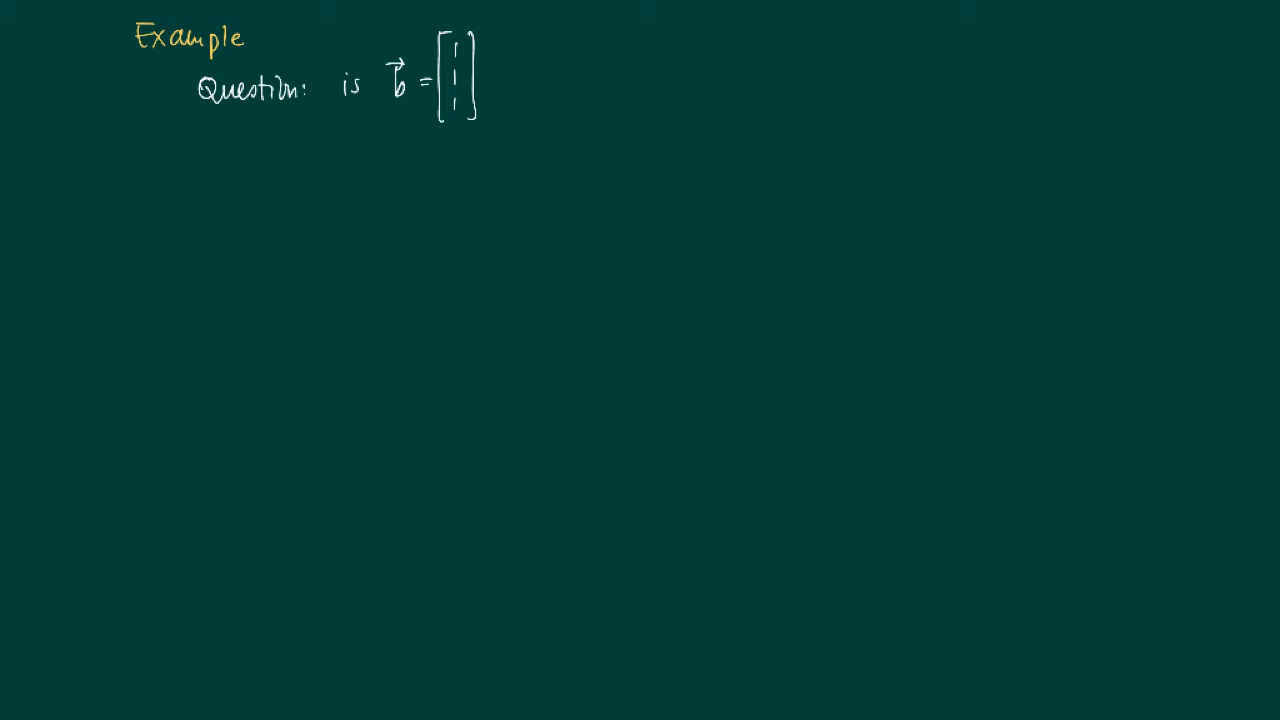 Example
Question: is b⃗ = [1 1 1]